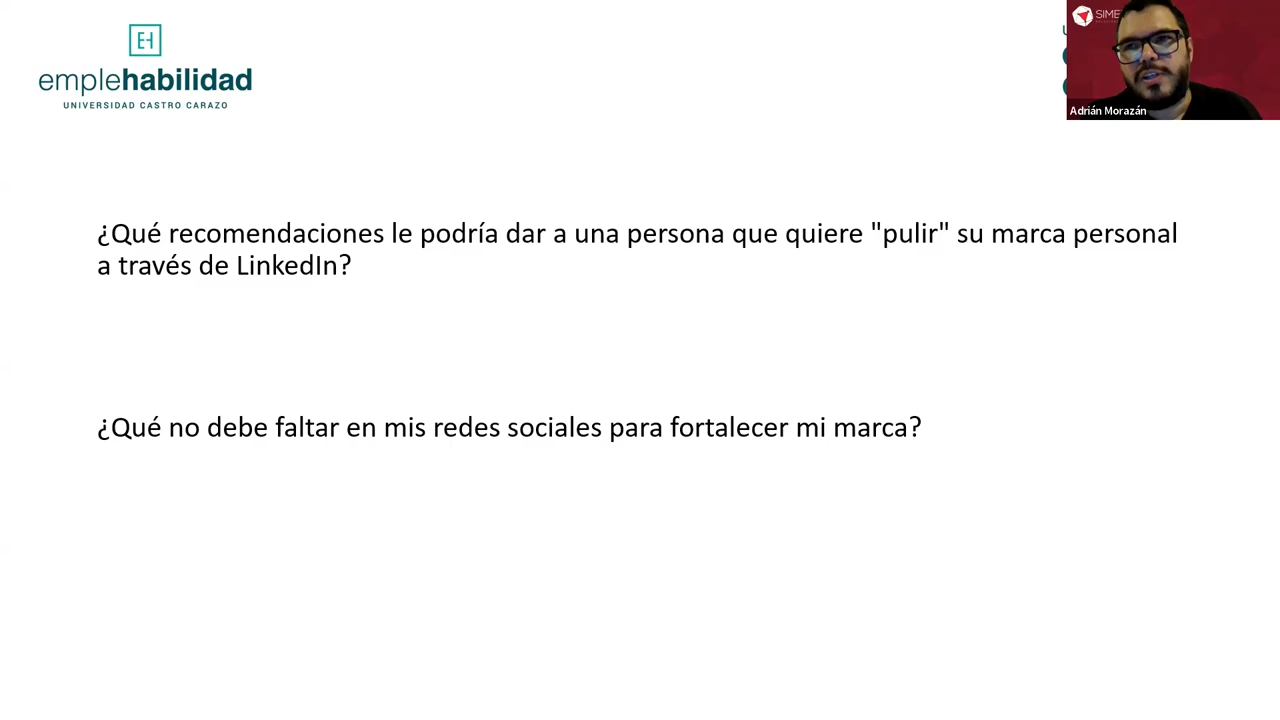 EH
emplehabilidad
UNIVERSIDAD CASTRO CARAZO
Adrián Morazán
¿Qué recomendaciones le podría dar a una persona que quiere "pulir" su marca personal
a través de LinkedIn?
¿Qué no debe faltar en mis redes sociales para fortalecer mi marca?